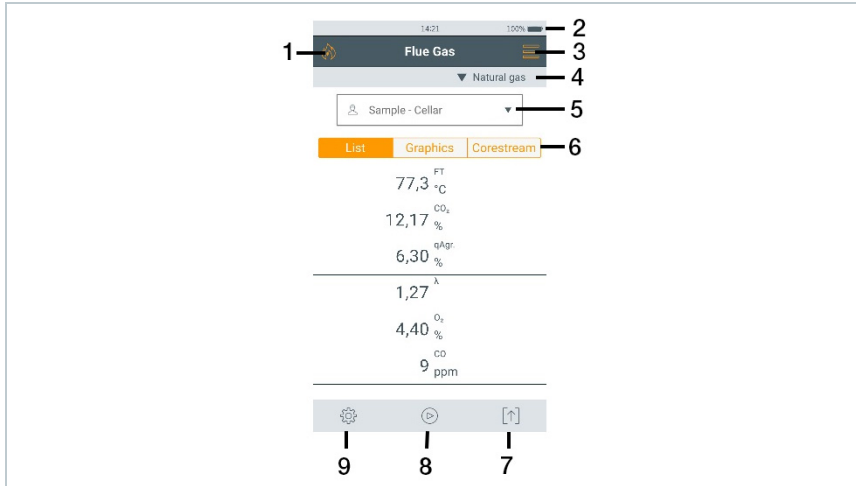 14:21 100% 2
1 Flue Gas 3
▼ Natural gas 4
Sample - Cellar ▼ 5
List Graphics Corestream 6
77,3 FT °C
12,17 CO₂ %
6,30 qAgr. %
1,27 λ
4,40 O₂ %
9 CO ppm
9 8 7